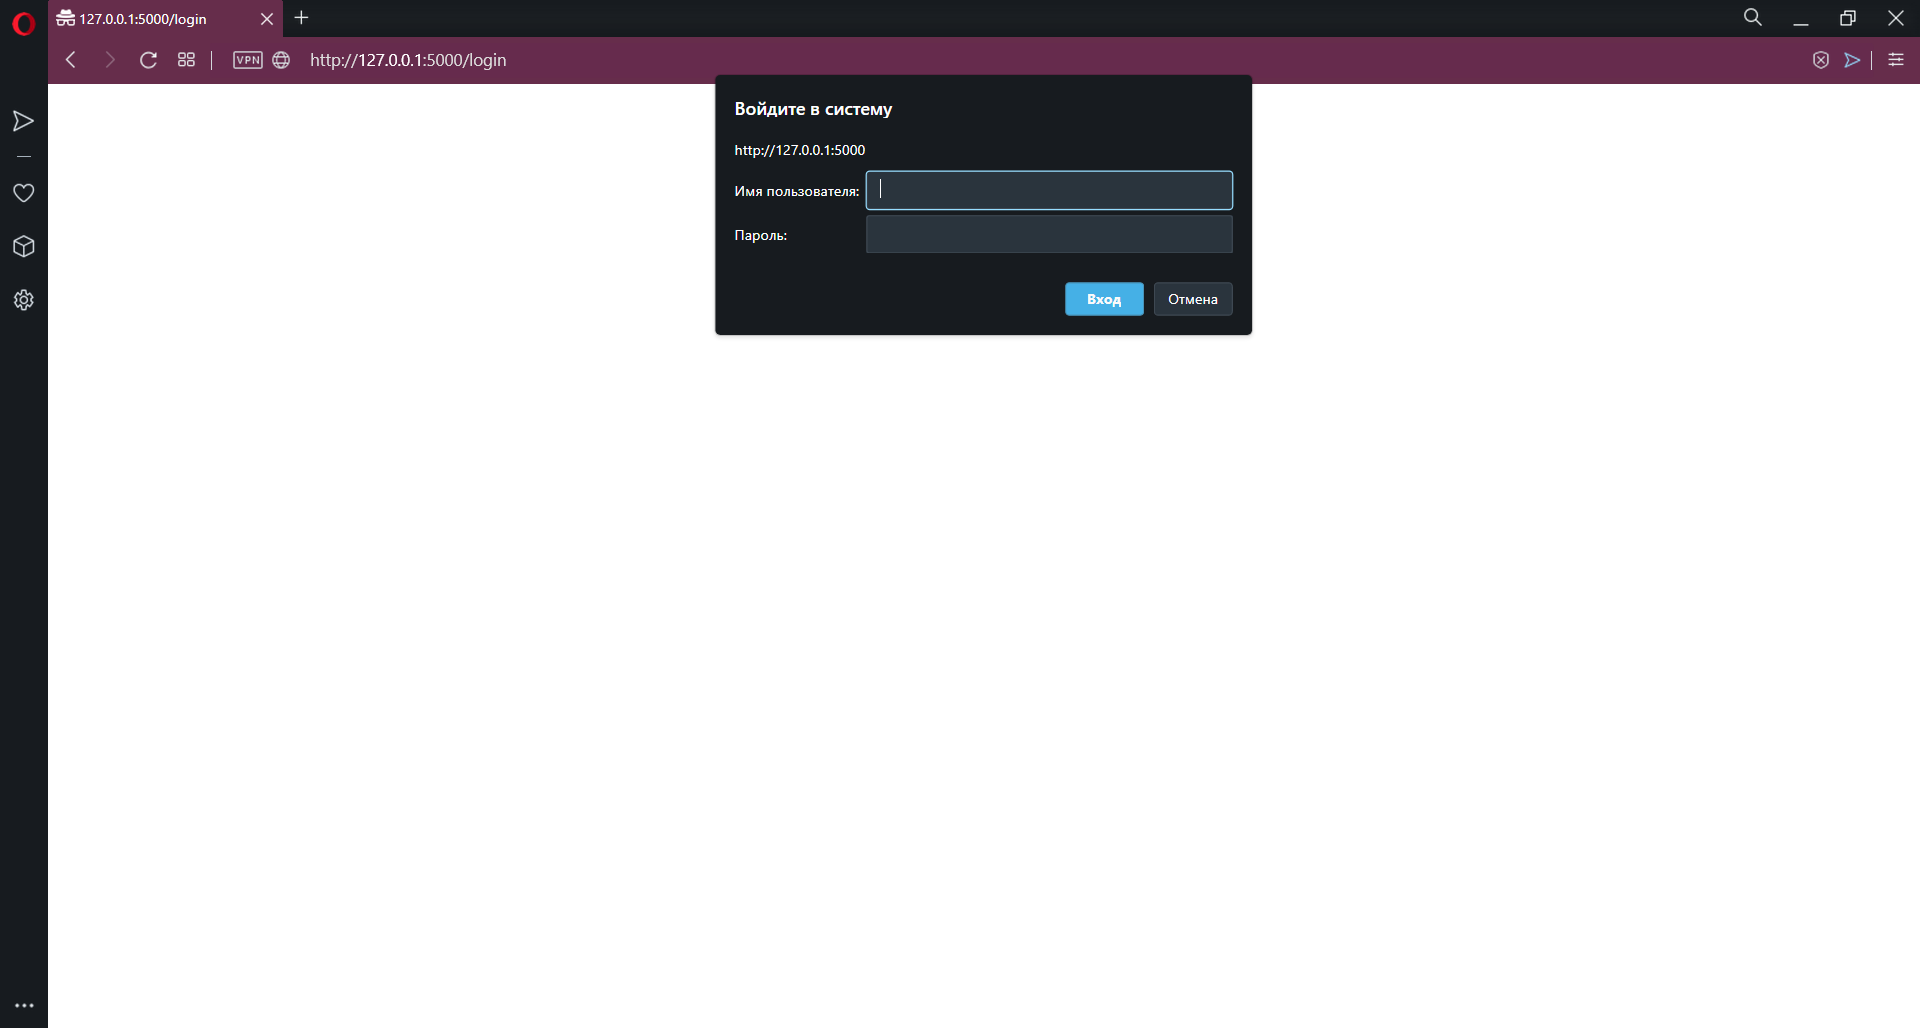 127.0.0.1:5000/login
VPN
http://127.0.0.1:5000/login
Войдите в систему
http://127.0.0.1:5000
Имя пользователя:
Пароль:
Вход
Отмена